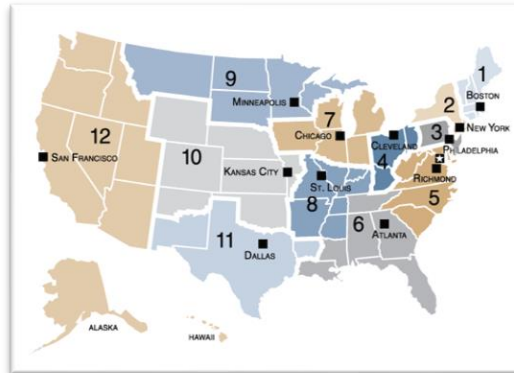 1
BOSTON
2
NEW YORK
3
PHILADELPHIA
4
CLEVELAND
RICHMOND
5
6
ATLANTA
7
CHICAGO
8
ST. LOUIS
9
MINNEAPOLIS
10
KANSAS CITY
11
DALLAS
12
SAN FRANCISCO
ALASKA
HAWAII